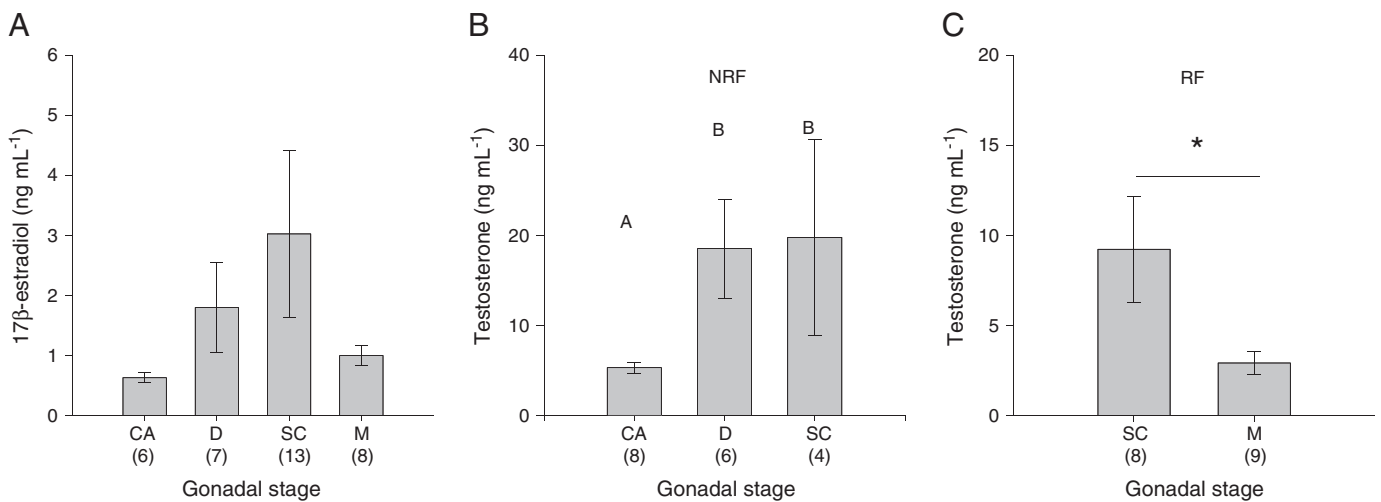 A
17β-estradiol (ng mL⁻¹)
6
5
4
3
2
1
0
CA D SC M
(6) (7) (13) (8)
Gonadal stage
B
Testosterone (ng mL⁻¹)
40
30
20
10
0
NRF
A
B
B
CA D SC
(8) (6) (4)
Gonadal stage
C
Testosterone (ng mL⁻¹)
20
15
10
5
0
RF
*
SC M
(8) (9)
Gonadal stage